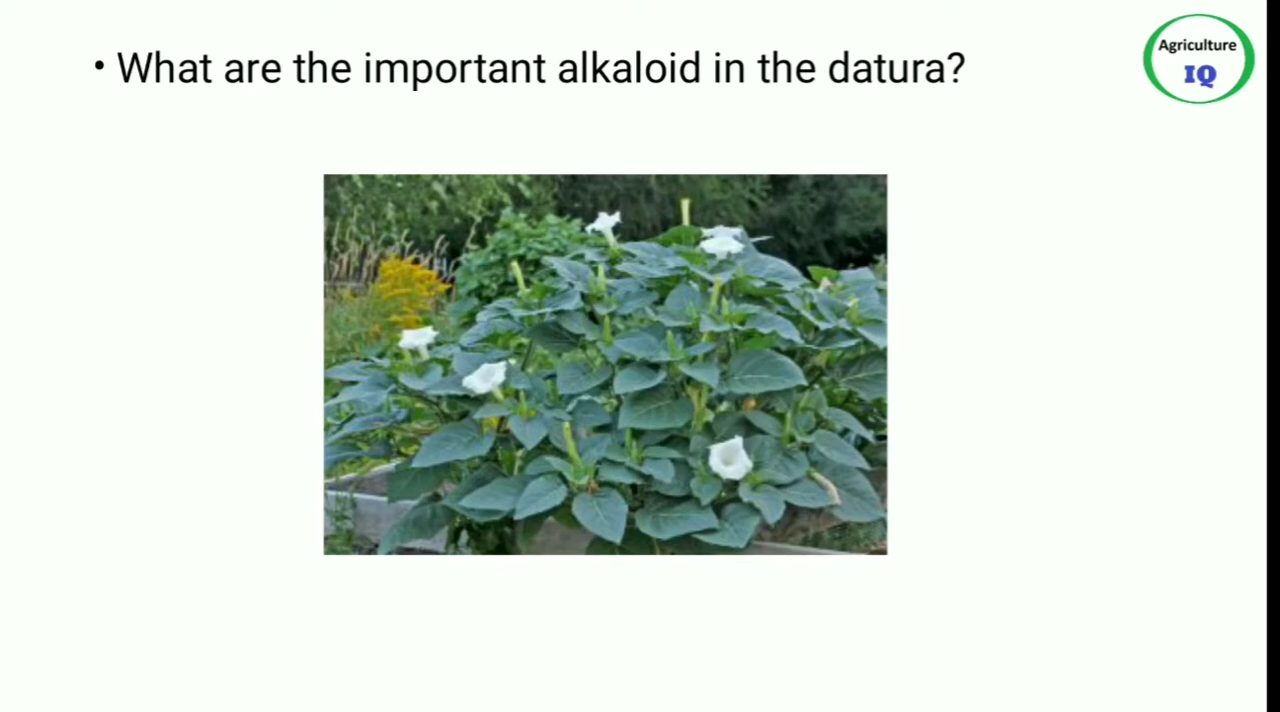 • What are the important alkaloid in the datura?
Agriculture
IQ